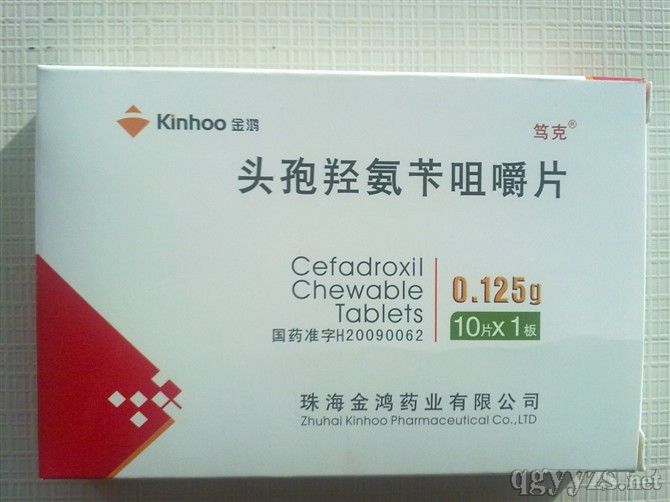 Kinhoo 金鸿
笃克®
头孢羟氨苄咀嚼片
Cefadroxil
Chewable
Tablets
国药准字H20090062
0.125g
10片x1板
珠海金鸿药业有限公司
Zhuhai Kinhoo Pharmaceutical Co.,LTD
qgyyzs.net